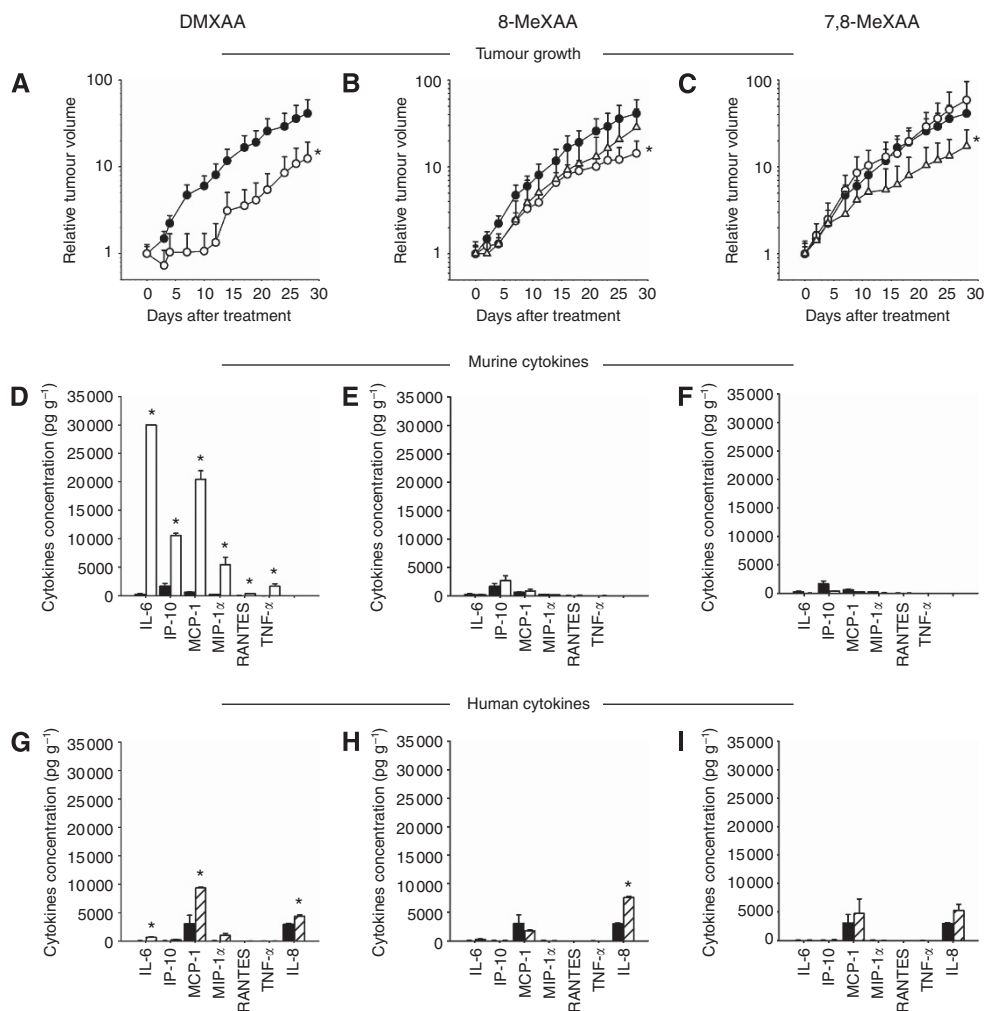 DMXAA 8-MeXAA 7,8-MeXAA
Tumour growth
A B C
Relative tumour volume
100
10
1
0 5 10 15 20 25 30
Days after treatment
*
Relative tumour volume
100
10
1
0 5 10 15 20 25 30
Days after treatment
*
Relative tumour volume
100
10
1
0 5 10 15 20 25 30
Days after treatment
*
Murine cytokines
D E F
Cytokines concentration (pg g⁻¹)
35 000
30 000
25 000
20 000
15 000
10 000
5000
0
* * * * * *
IL-6 IP-10 MCP-1 MIP-1α RANTES TNF-α
Cytokines concentration (pg g⁻¹)
35 000
30 000
25 000
20 000
15 000
10 000
5000
0
IL-6 IP-10 MCP-1 MIP-1α RANTES TNF-α
Cytokines concentration (pg g⁻¹)
35 000
30 000
25 000
20 000
15 000
10 000
5000
0
IL-6 IP-10 MCP-1 MIP-1α RANTES TNF-α
Human cytokines
G H I
Cytokines concentration (pg g⁻¹)
35 000
30 000
25 000
20 000
15 000
10 000
5000
0
* * *
IL-6 IP-10 MCP-1 MIP-1α RANTES TNF-α IL-8
Cytokines concentration (pg g⁻¹)
35 000
30 000
25 000
20 000
15 000
10 000
5000
0
*
IL-6 IP-10 MCP-1 MIP-1α RANTES TNF-α IL-8
Cytokines concentration (pg g⁻¹)
35 000
30 000
25 000
20 000
15 000
10 000
5000
0
IL-6 IP-10 MCP-1 MIP-1α RANTES TNF-α IL-8